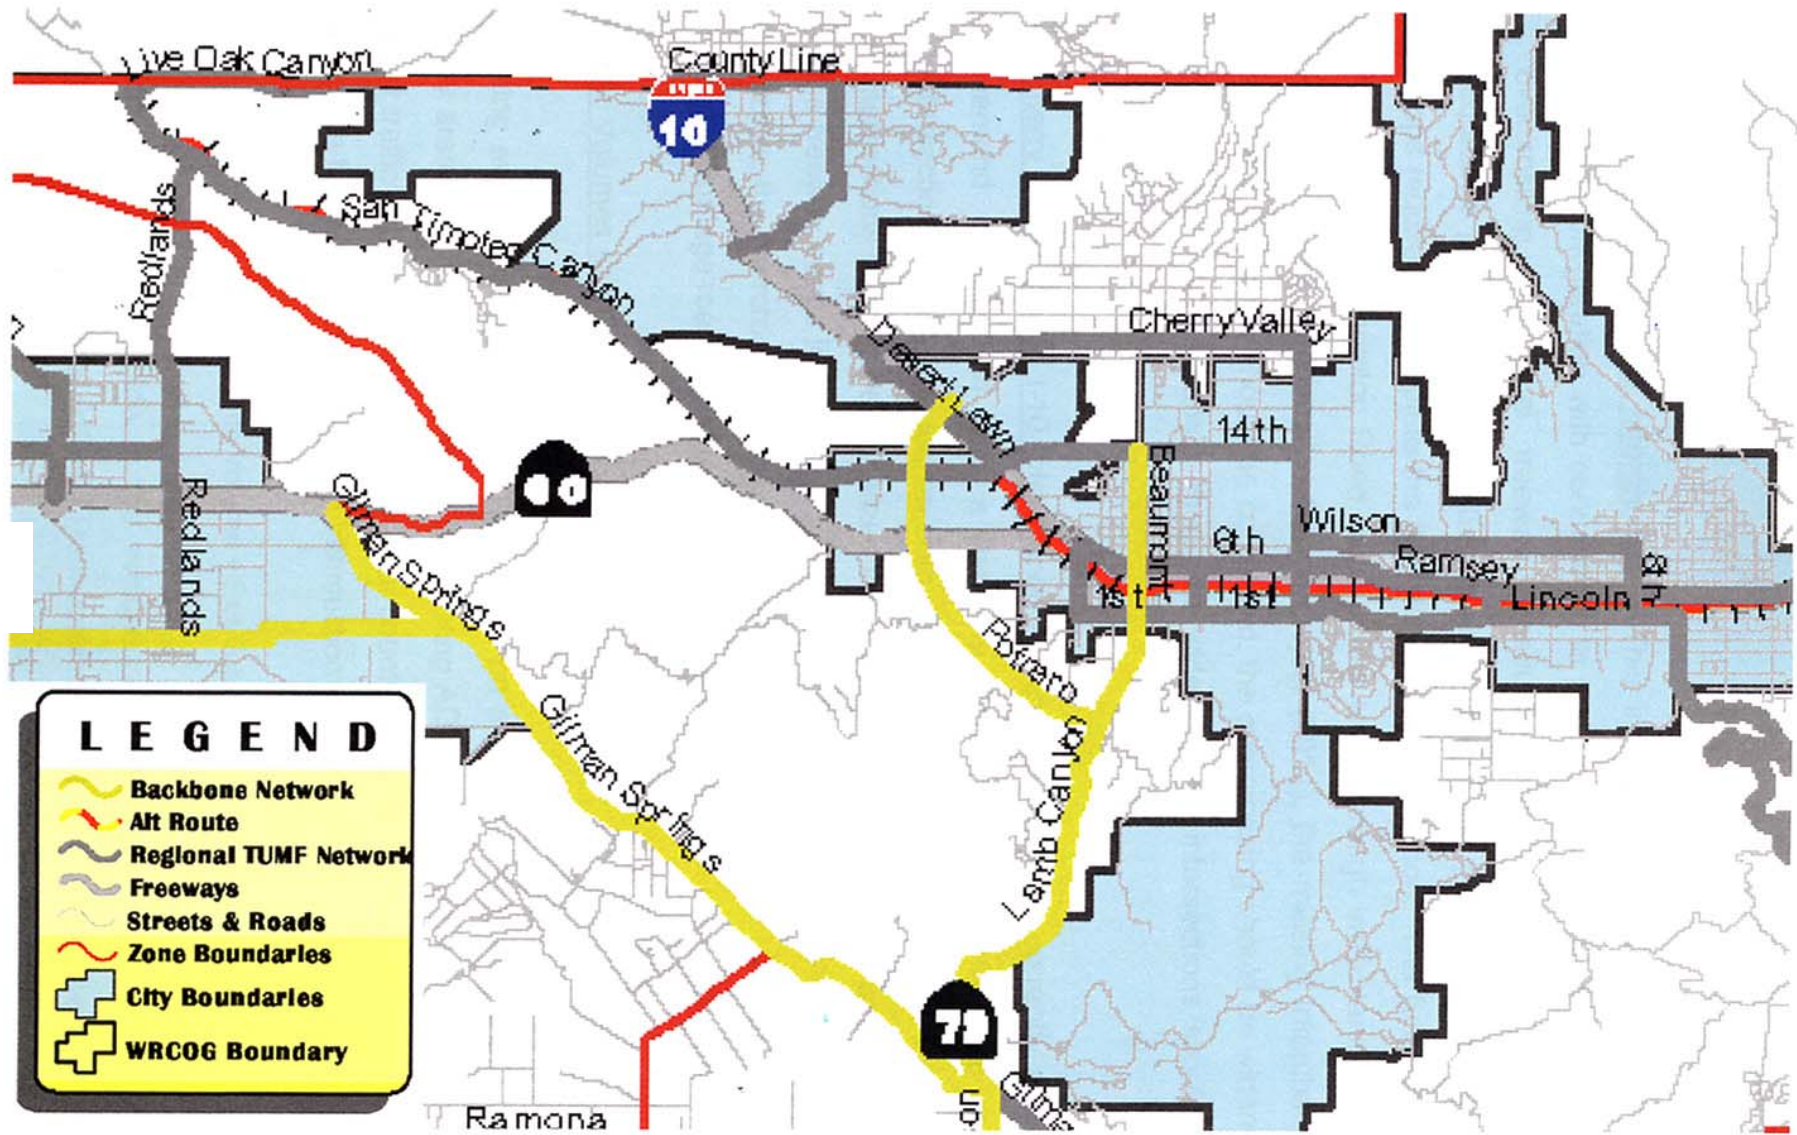 Live Oak Canyon
County Line
10
San Timoteo Canyon
Redlands
Cherry Valley
Desert Lawn
14th
Beaumont
Redlands
Gilman Springs
60
Wilson
6th
Ramsey
1st
1st
Lincoln
Potrero
LEGEND
Backbone Network
Alt Route
Regional TUMF Network
Freeways
Streets & Roads
Zone Boundaries
City Boundaries
WRCOG Boundary
Gilman Springs
Lamb Canyon
79
Ramona
on
Gilma